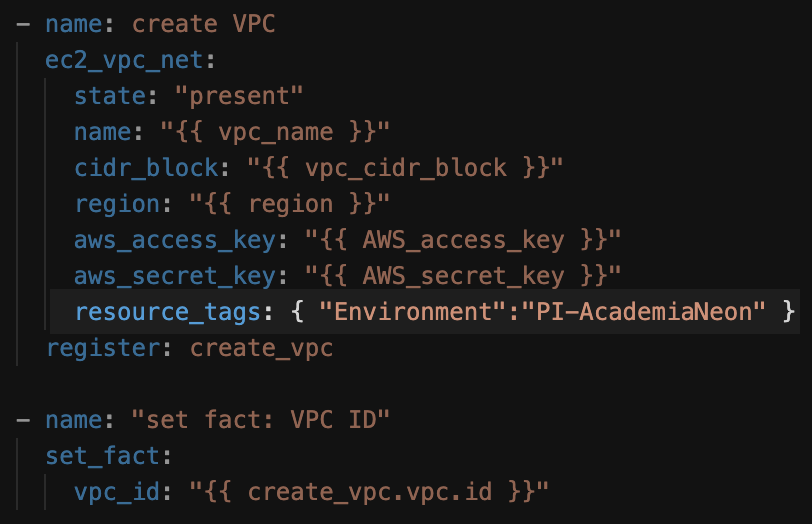 - name: create VPC
ec2_vpc_net:
state: "present"
name: "{{ vpc_name }}"
cidr_block: "{{ vpc_cidr_block }}"
region: "{{ region }}"
aws_access_key: "{{ AWS_access_key }}"
aws_secret_key: "{{ AWS_secret_key }}"
resource_tags: { "Environment":"PI-AcademiaNeon" }
register: create_vpc
- name: "set fact: VPC ID"
set_fact:
vpc_id: "{{ create_vpc.vpc.id }}"